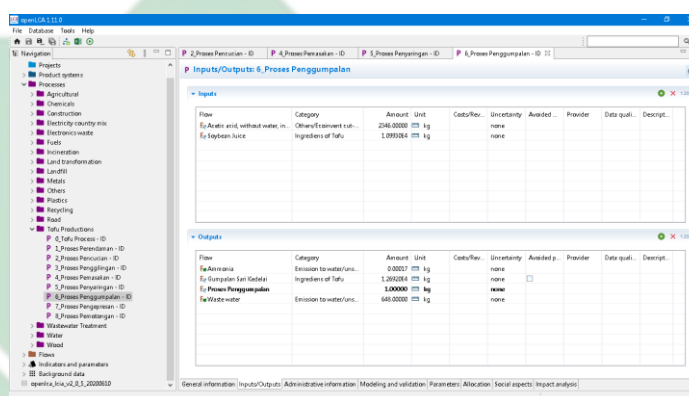 openLCA 1.11.0
File Database Tools Help
Navigation
Projects
Product systems
Processes
Agricultural
Chemicals
Construction
Electricity country mix
Electronics waste
Fuels
Incineration
Land transformation
Landfill
Metals
Others
Plastics
Recycling
Road
Tofu Productions
P 0_Tofu Process - ID
P 1_Proses Perendaman - ID
P 2_Proses Pencucian - ID
P 3_Proses Penggilingan - ID
P 4_Proses Pemasakan - ID
P 5_Proses Penyaringan - ID
P 6_Proses Penggumpalan - ID
P 7_Proses Pengepresan - ID
P 8_Proses Pemotongan - ID
Wastewater Treatment
Water
Wood
Flows
Indicators and parameters
Background data
openlca_lcia_v2_0_5_20200610
P 2_Proses Pencucian - ID P 4_Proses Pemasakan - ID P 5_Proses Penyaringan - ID P 6_Proses Penggumpalan - ID
P Inputs/Outputs: 6_Proses Penggumpalan
Inputs
Flow Category Amount Unit Costs/Rev... Uncertainty Avoided ... Provider Data quali... Descript...
Acetic acid, without water, in... Others/Ecoinvent cut-... 2346.00000 kg none
Soybean Juice Ingredients of Tofu kg none
Outputs
Flow Category Amount Unit Costs/Rev... Uncertainty Avoided p... Provider Data quali... Descript...
Ammonia Emission to water/uns... 0.00017 kg none
Gumpalan Sari Kedelai Ingrediens of Tofu kg none
Proses Penggumpalan 1.00000 kg none
Waste water Emission to water/uns... 648.00000 kg none
General information Inputs/Outputs Administrative information Modeling and validation Parameters Allocation Social aspects Impact analysis